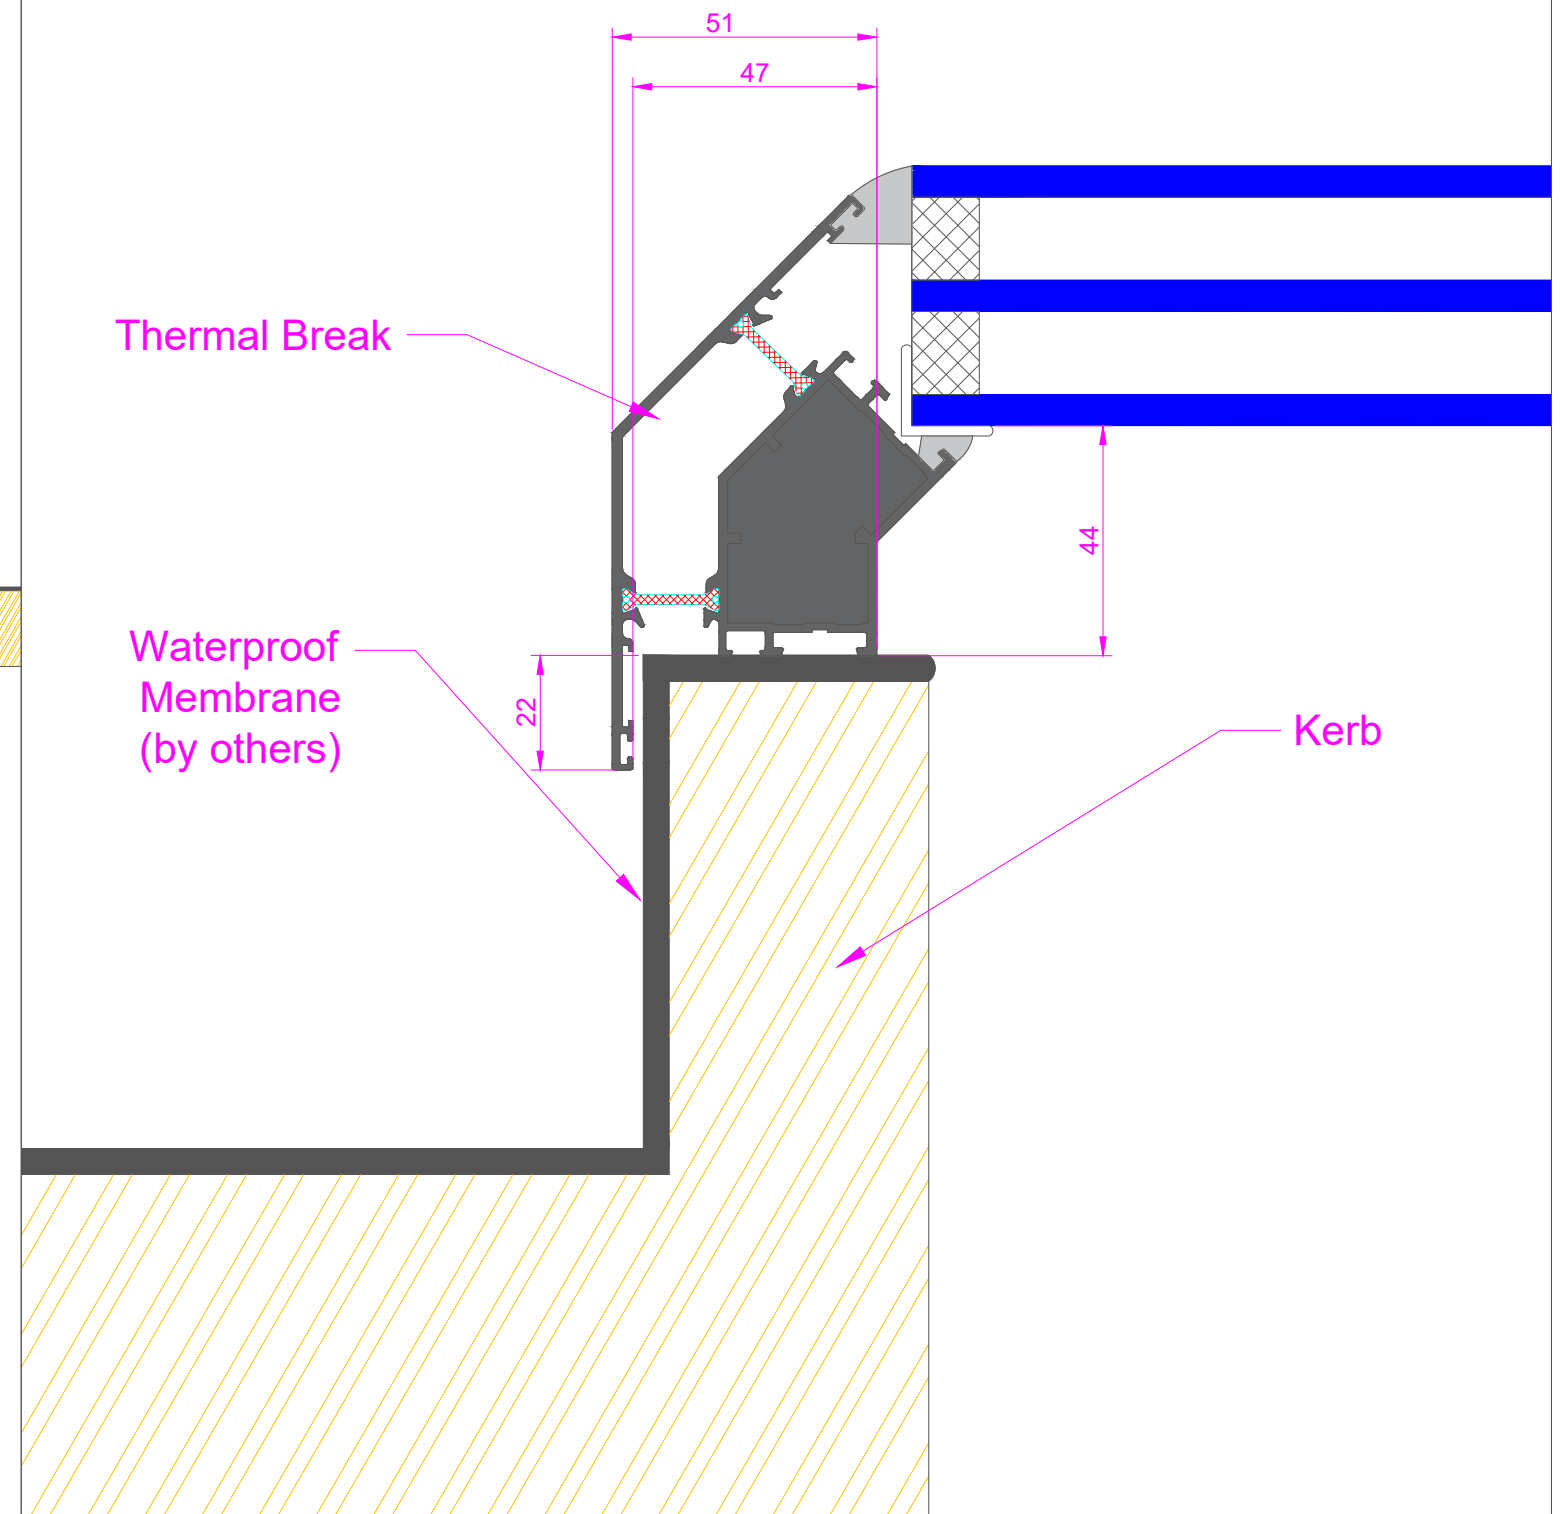 51
47
Thermal Break
44
Waterproof
Membrane
(by others)
22
Kerb